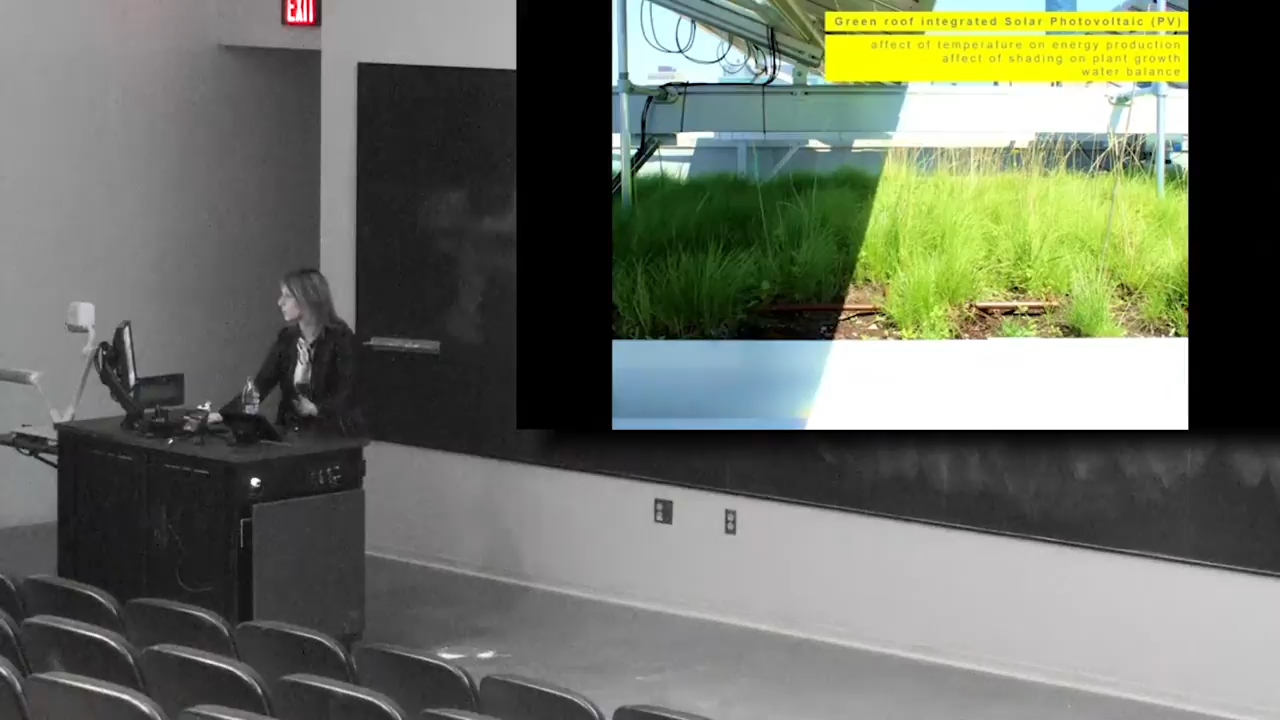 EXIT
Green roof integrated Solar Photovoltaic (PV)
affect of temperature on energy production
affect of shading on plant growth
water balance